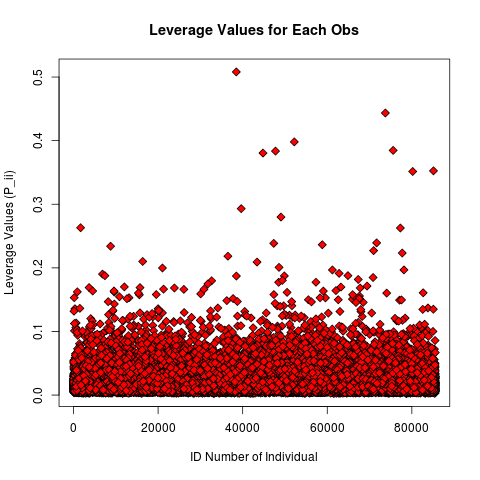 Leverage Values for Each Obs
Leverage Values (P_ii)
0.5
0.4
0.3
0.2
0.1
0.0
0 20000 40000 60000 80000
ID Number of Individual